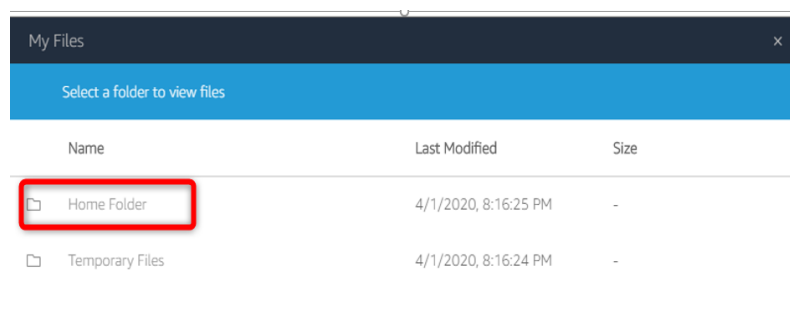 My Files ×
Select a folder to view files
Name Last Modified Size
Home Folder 4/1/2020, 8:16:25 PM -
Temporary Files 4/1/2020, 8:16:24 PM -